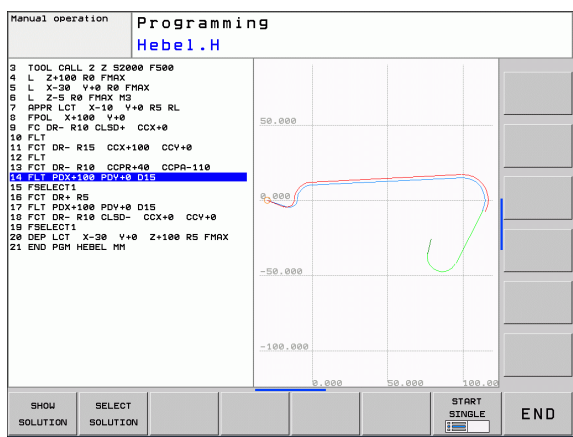 Manual operation
Programming
Hebel.H
3 TOOL CALL 2 Z S2000 F500
4 L Z+100 R0 FMAX
5 L X-30 Y+0 R0 FMAX
6 L Z-5 R0 FMAX M3
7 APPR LCT X-10 Y+0 R5 RL
8 FPOL X+100 Y+0
9 FC DR- R10 CLSD+ CCX+0
10 FLT
11 FCT DR- R15 CCX+100 CCY+0
12 FLT
13 FCT DR- R10 CCPR+40 CCPA-110
14 FLT PDX+100 PDY+0 D15
15 FSELECT1
16 FCT DR+ R5
17 FLT PDX+100 PDY+0 D15
18 FCT DR- R10 CLSD- CCX+0 CCY+0
19 FSELECT1
20 DEP LCT X-30 Y+0 Z+100 R5 FMAX
21 END PGM HEBEL MM
50.000
0.000
-50.000
-100.000
0.000 50.000 100.00
SHOW SOLUTION
SELECT SOLUTION
START SINGLE
END